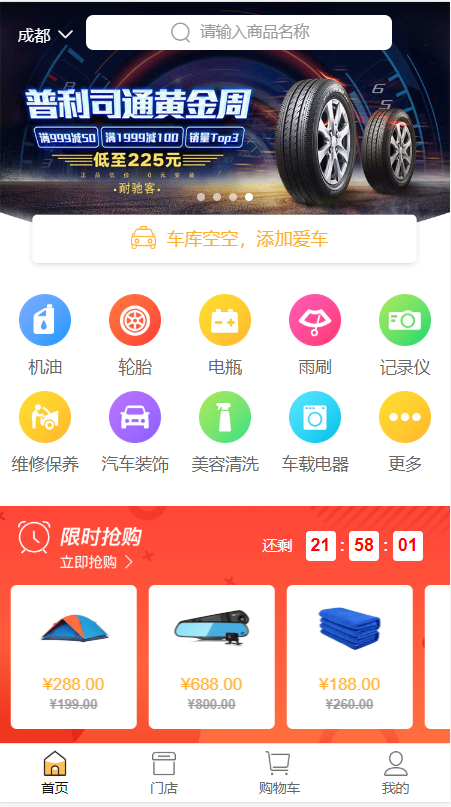 成都
请输入商品名称
普利司通黄金周
满999减50 满1999减100 销量Top3
低至225元
正品低价 0元安装
·耐驰客·
车库空空，添加爱车
机油 轮胎 电瓶 雨刷 记录仪
维修保养 汽车装饰 美容清洗 车载电器 更多
限时抢购
立即抢购
还剩 21 : 58 : 01
¥288.00 ¥688.00 ¥188.00
¥199.00 ¥800.00 ¥260.00
首页 门店 购物车 我的